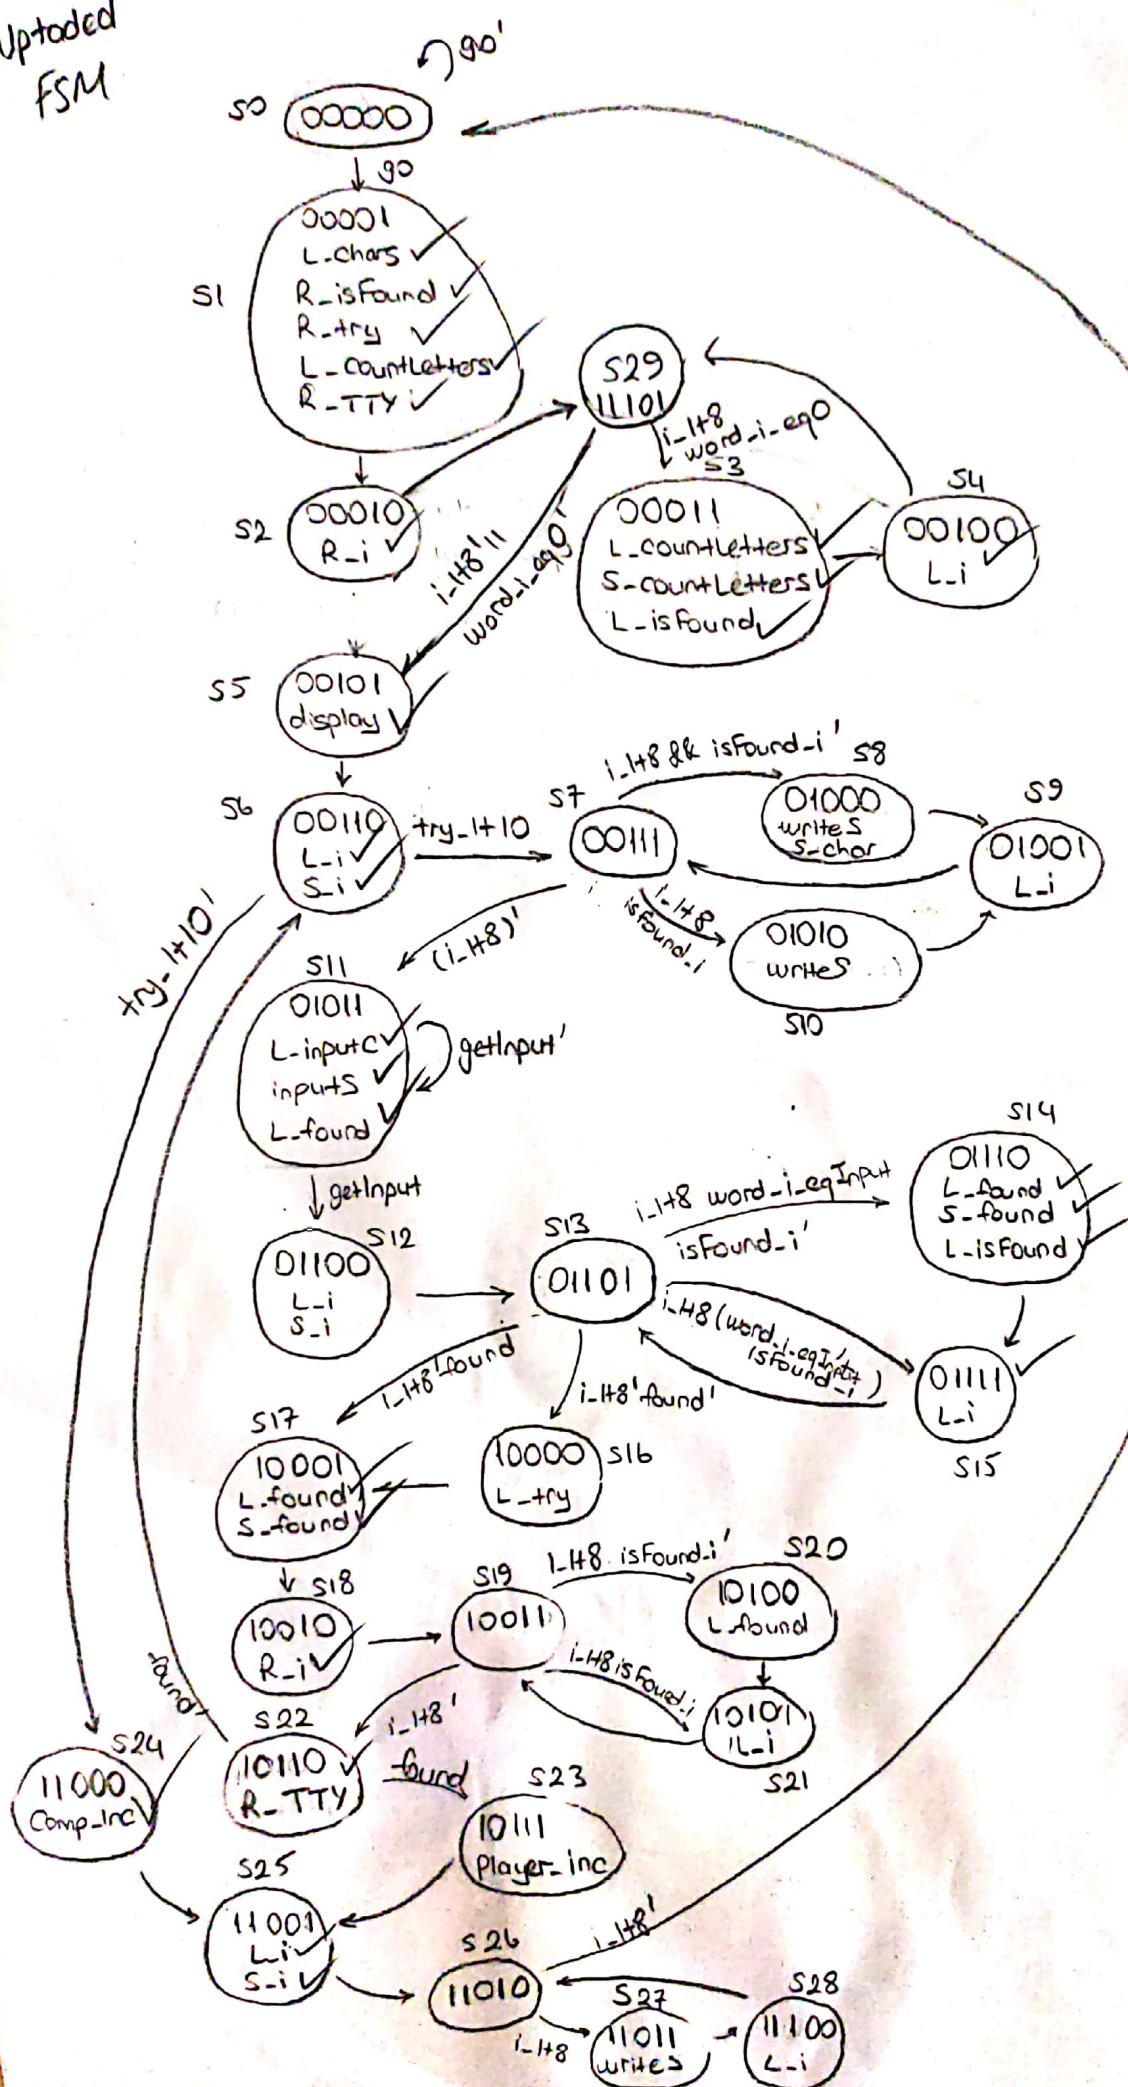 Uptaded
FSM
go'
S0
00000
go
S1
00001
L_chars
R_isFound
R_try
L_countLetters
R_TTY
S29
11101
i_lt8
word_i_eq0
S2
00010
R_i
i_lt8' ||
word_i_eq0'
S3
00011
L_countLetters
S_countLetters
L_isFound
S4
00100
L_i
S5
00101
display
S6
00110
L_i
S_i
try_lt10
try_lt10'
S7
00111
i_lt8 && isFound_i'
S8
01000
writeS
S_char
S9
01001
L_i
i_lt8
isFound_i
01010
writeS
S10
(i_lt8)'
S11
01011
L_inputC
inputS
L_found
getInput'
getInput
S12
01100
L_i
S_i
S13
01101
i_lt8 word_i_eqInput
isFound_i'
S14
01110
L_found
S_found
L_isFound
i_lt8 (word_i_eqInput'+
isFound_i)
01111
L_i
S15
i_lt8' found
i_lt8' found'
S17
10001
L_found
S_found
10000
L_try
S16
S18
10010
R_i
S19
10011
i_lt8 isFound_i'
S20
10100
L_found
i_lt8 isFound_i
10101
L_i
S21
i_lt8'
found'
S22
10110
R_TTY
found
S23
10111
player_inc
S24
11000
Comp_inc
S25
11001
L_i
S_i
S26
11010
i_lt8'
i_lt8
S27
11011
writeS
S28
11100
L_i